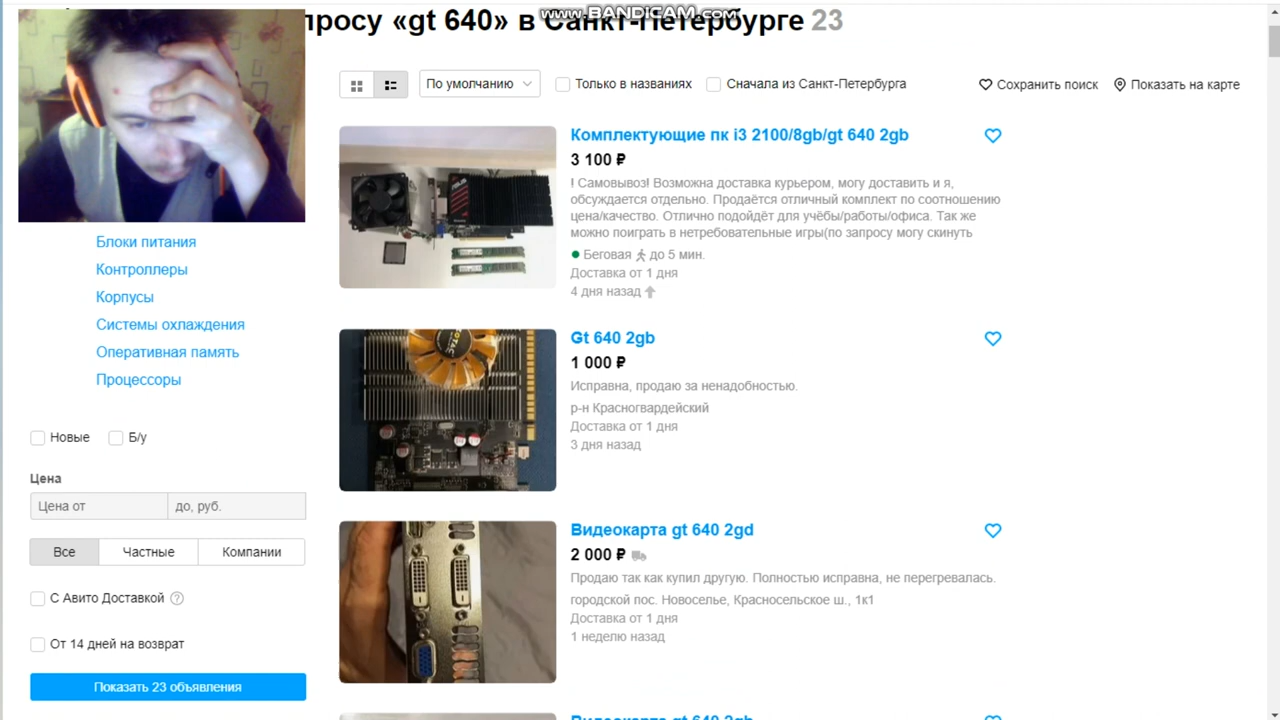 www.BANDICAM.com
просу «gt 640» в Санкт-Петербурге 23
По умолчанию
Только в названиях
Сначала из Санкт-Петербурга
Сохранить поиск
Показать на карте
Комплектующие пк i3 2100/8gb/gt 640 2gb
3 100 ₽
! Самовывоз! Возможна доставка курьером, могу доставить и я,
обсуждается отдельно. Продаётся отличный комплект по соотношению
цена/качество. Отлично подойдёт для учёбы/работы/офиса. Так же
можно поиграть в нетребовательные игры(по запросу могу скинуть
Беговая до 5 мин.
Доставка от 1 дня
4 дня назад
Gt 640 2gb
1 000 ₽
Исправна, продаю за ненадобностью.
р-н Красногвардейский
Доставка от 1 дня
3 дня назад
Видеокарта gt 640 2gd
2 000 ₽
Продаю так как купил другую. Полностью исправна, не перегревалась.
городской пос. Новоселье, Красносельское ш., 1к1
Доставка от 1 дня
1 неделю назад
Видеокарта gt 640 2gb
Блоки питания
Контроллеры
Корпусы
Системы охлаждения
Оперативная память
Процессоры
Новые
Б/у
Цена
Цена от
до, руб.
Все
Частные
Компании
С Авито Доставкой ?
От 14 дней на возврат
Показать 23 объявления
ASUS
ZOTAC